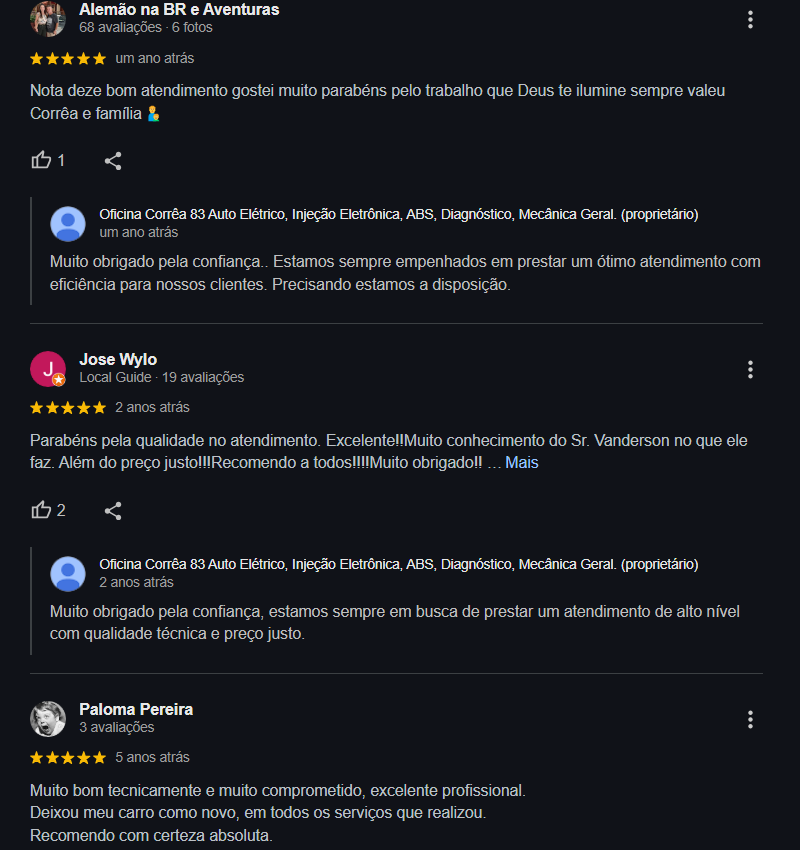 Alemão na BR e Aventuras
68 avaliações · 6 fotos
um ano atrás
Nota deze bom atendimento gostei muito parabéns pelo trabalho que Deus te ilumine sempre valeu
Corrêa e família
1
Oficina Corrêa 83 Auto Elétrico, Injeção Eletrônica, ABS, Diagnóstico, Mecânica Geral. (proprietário)
um ano atrás
Muito obrigado pela confiança.. Estamos sempre empenhados em prestar um ótimo atendimento com
eficiência para nossos clientes. Precisando estamos a disposição.
J
Jose Wylo
Local Guide · 19 avaliações
2 anos atrás
Parabéns pela qualidade no atendimento. Excelente!!Muito conhecimento do Sr. Vanderson no que ele
faz. Além do preço justo!!!Recomendo a todos!!!!Muito obrigado!! … Mais
2
Oficina Corrêa 83 Auto Elétrico, Injeção Eletrônica, ABS, Diagnóstico, Mecânica Geral. (proprietário)
2 anos atrás
Muito obrigado pela confiança, estamos sempre em busca de prestar um atendimento de alto nível
com qualidade técnica e preço justo.
Paloma Pereira
3 avaliações
5 anos atrás
Muito bom tecnicamente e muito comprometido, excelente profissional.
Deixou meu carro como novo, em todos os serviços que realizou.
Recomendo com certeza absoluta.